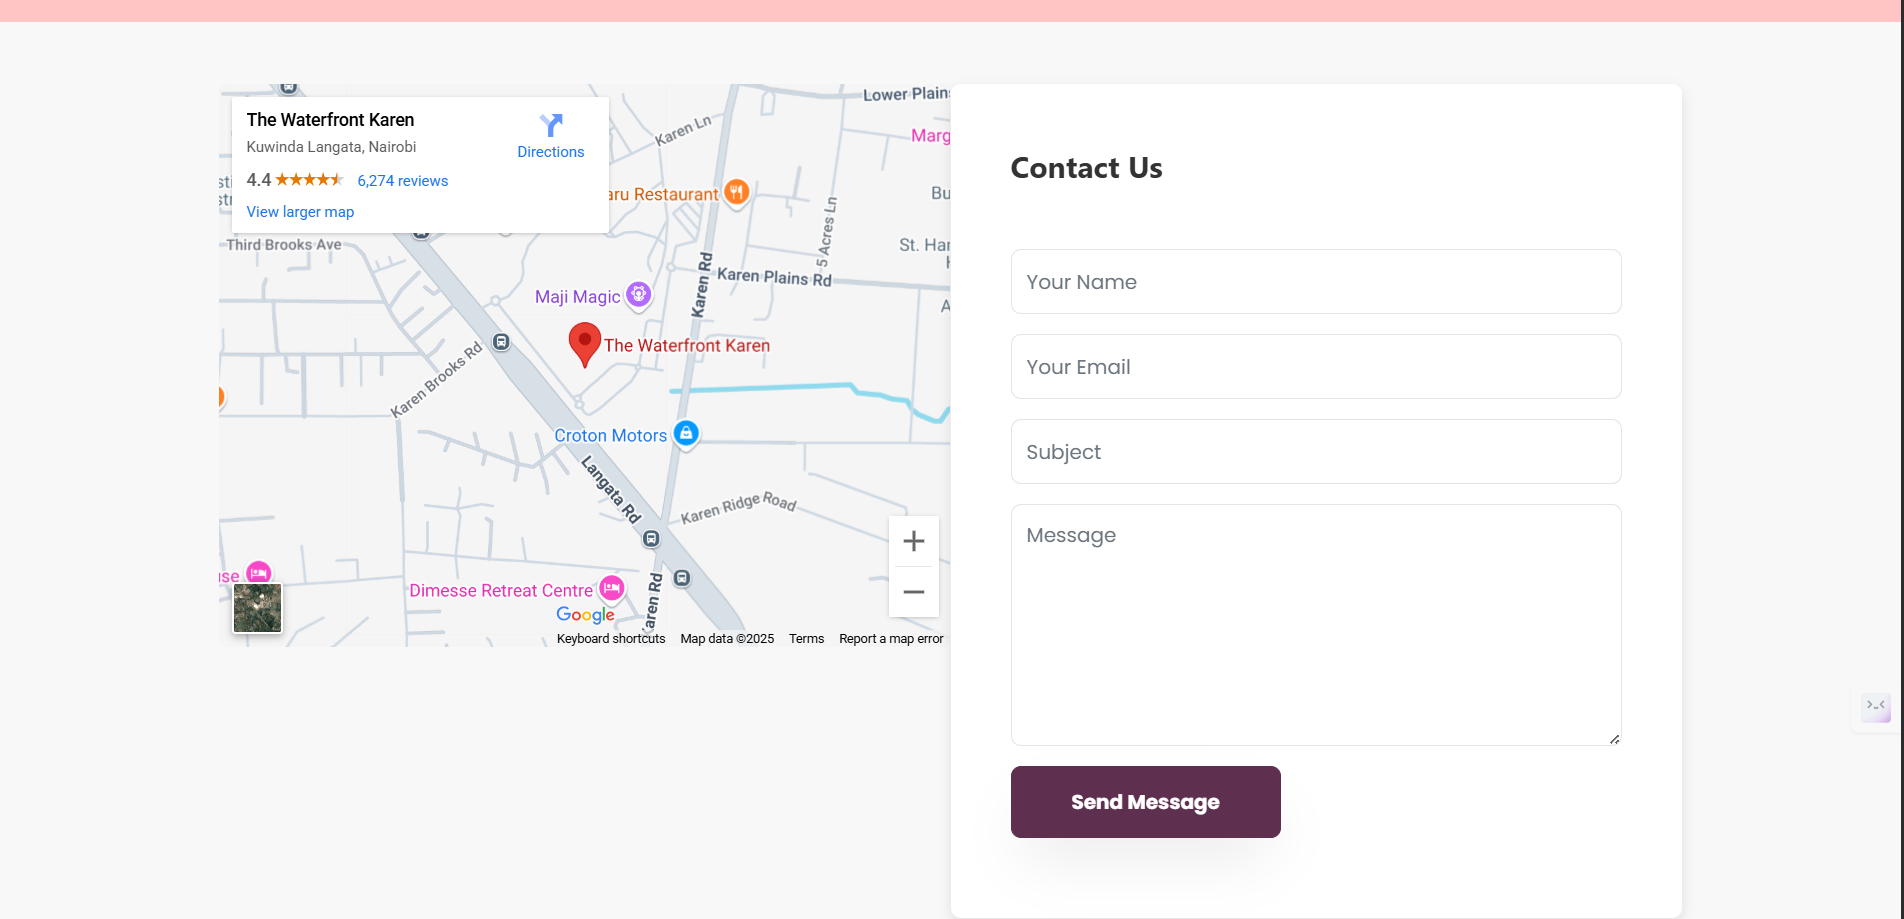 The Waterfront Karen
Kuwinda Langata, Nairobi
4.4
6,274 reviews
View larger map
Directions
Lower Plains
Karen Ln
Marg
aru Restaurant
Bu
5 Acres Ln
Third Brooks Ave
St. Har
Karen Rd
Karen Plains Rd
Maji Magic
A
The Waterfront Karen
Karen Brooks Rd
Croton Motors
Langata Rd
Karen Ridge Road
use
Dimesse Retreat Centre
Karen Rd
Google
Keyboard shortcuts
Map data ©2025
Terms
Report a map error
Contact Us
Your Name
Your Email
Subject
Message
Send Message